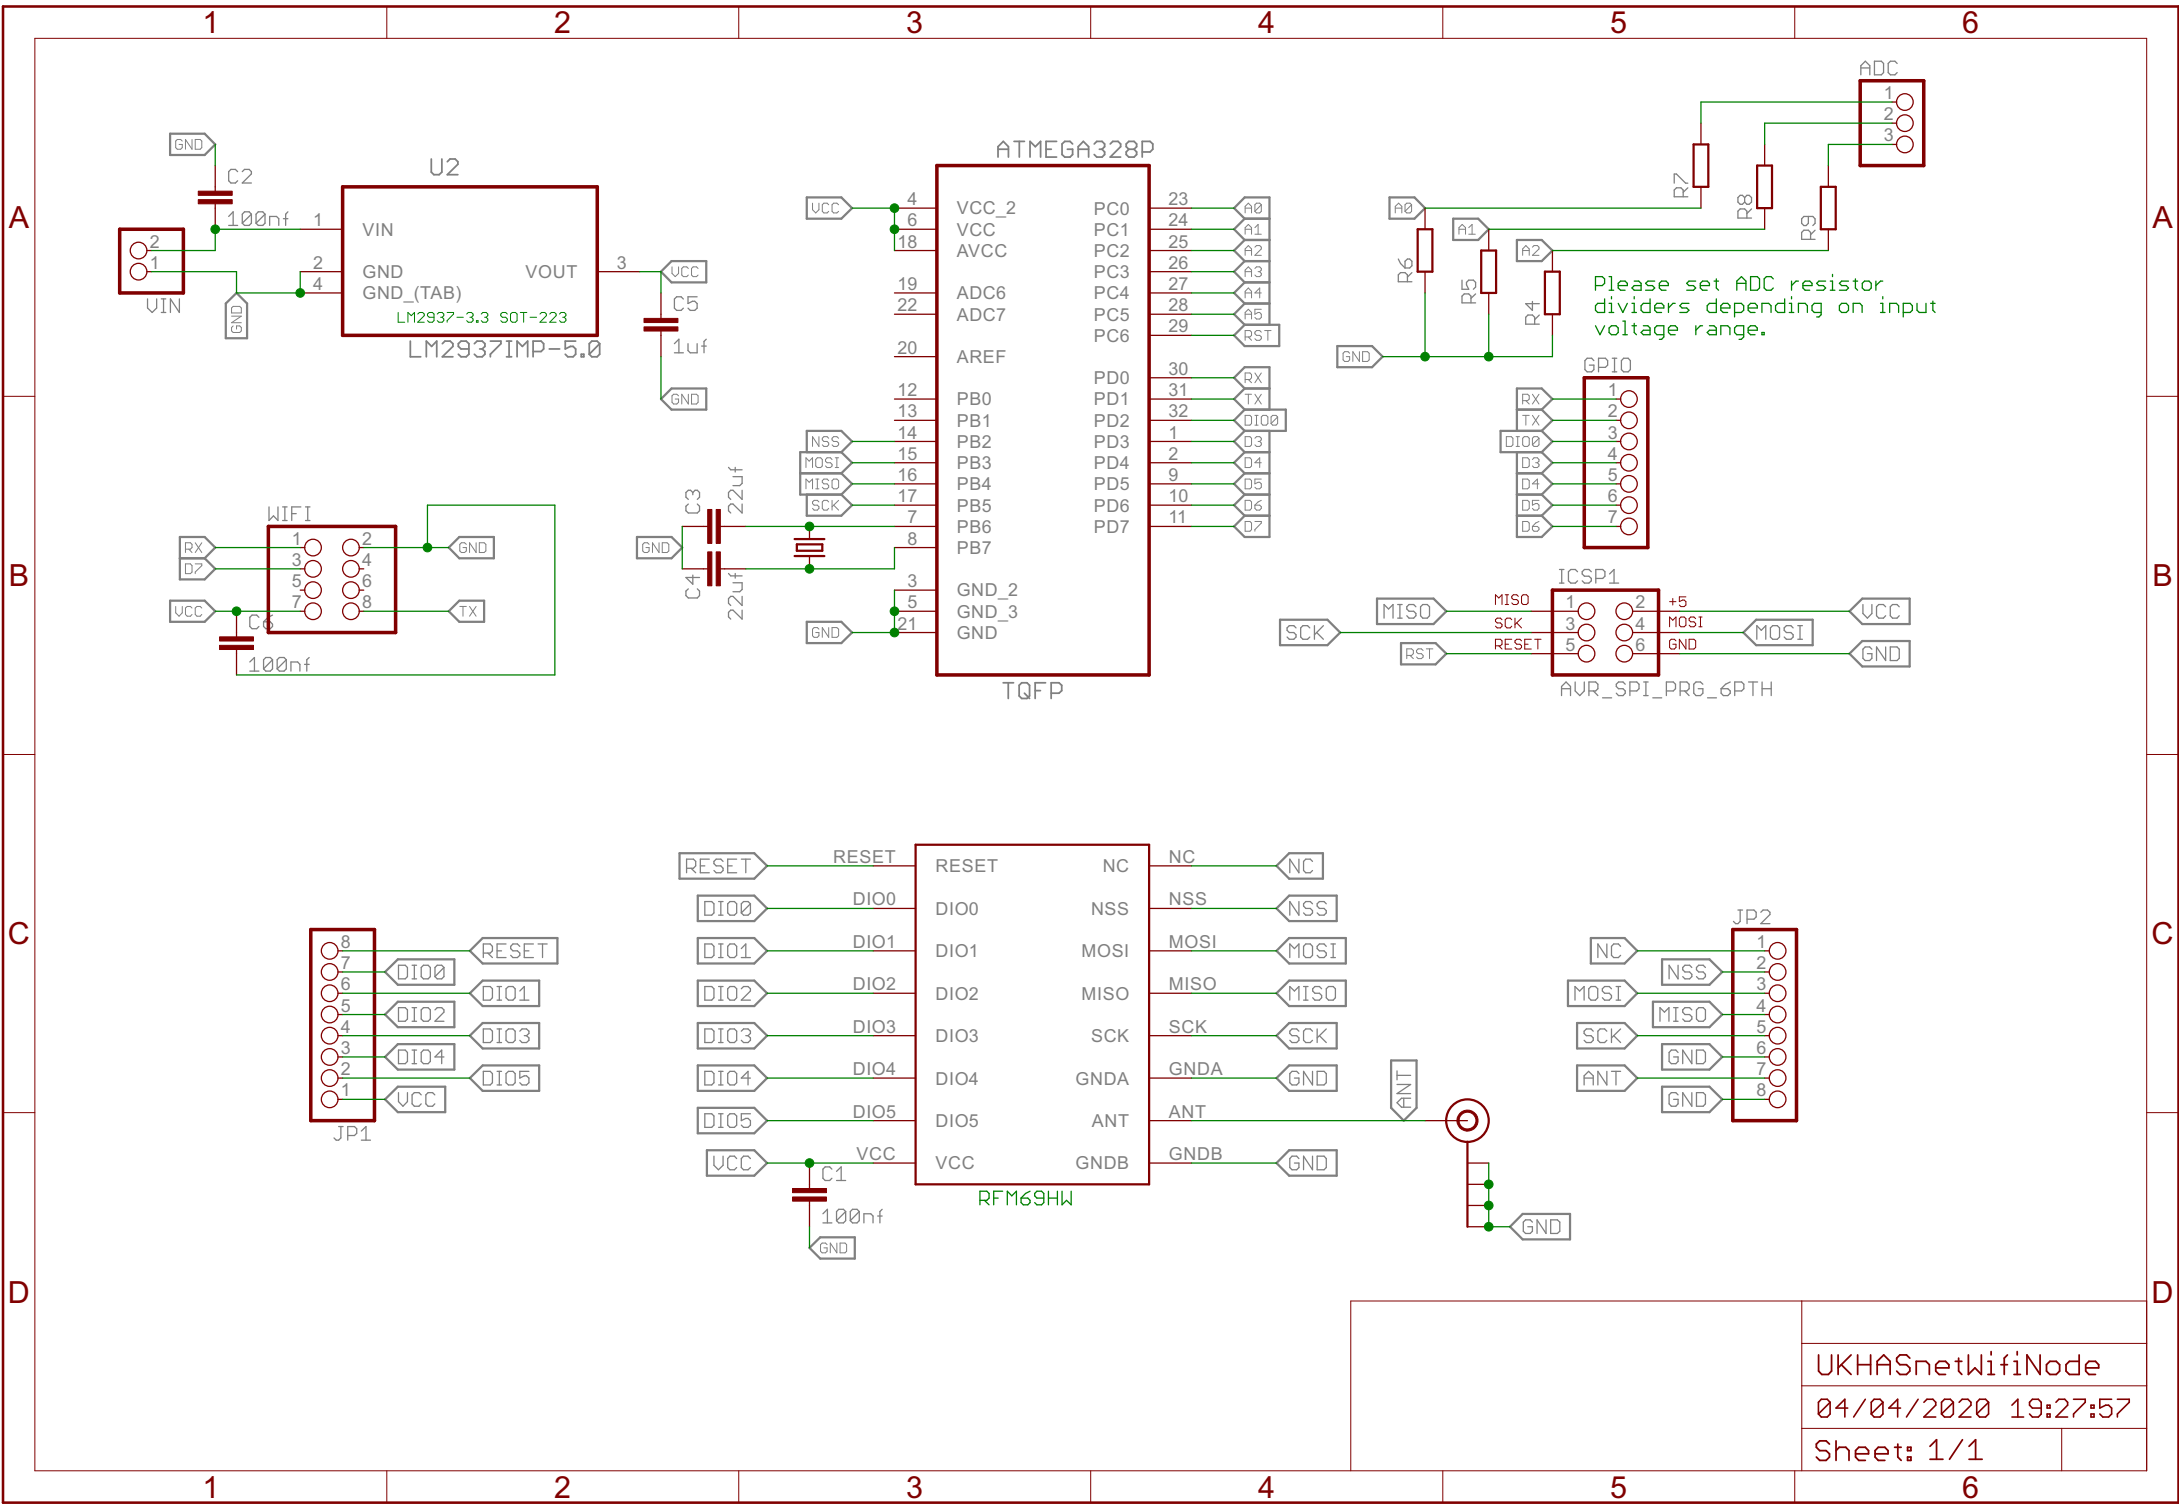 1 2 3 4 5 6
A A
B B
C C
D D
GND
C2
100nf
2
1
VIN
GND
U2
1 VIN
2 GND
4 GND_(TAB)
VOUT 3
LM2937-3.3 SOT-223
LM2937IMP-5.0
VCC
C5
1uf
GND
ATMEGA328P
VCC
4 VCC_2
6 VCC
18 AVCC
19 ADC6
22 ADC7
20 AREF
12 PB0
13 PB1
NSS 14 PB2
MOSI 15 PB3
MISO 16 PB4
SCK 17 PB5
7 PB6
8 PB7
3 GND_2
5 GND_3
GND 21 GND
PC0 23 A0
PC1 24 A1
PC2 25 A2
PC3 26 A3
PC4 27 A4
PC5 28 A5
PC6 29 RST
PD0 30 RX
PD1 31 TX
PD2 32 DIO0
PD3 1 D3
PD4 2 D4
PD5 9 D5
PD6 10 D6
PD7 11 D7
TQFP
GND
C3
22uf
C4
22uf
ADC
1
2
3
R7
R8
R9
A0
A1
A2
R6
R5
R4
GND
Please set ADC resistor
dividers depending on input
voltage range.
GPIO
RX 1
TX 2
DIO0 3
D3 4
D4 5
D5 6
D6 7
WIFI
RX 1 2 GND
D7 3 4
5 6
VCC 7 8 TX
C6
100nf
ICSP1
MISO MISO 1 2 +5 VCC
SCK SCK 3 4 MOSI MOSI
RST RESET 5 6 GND GND
AVR_SPI_PRG_6PTH
8 RESET
7 DIO0
6 DIO1
5 DIO2
4 DIO3
3 DIO4
2 DIO5
1 VCC
JP1
RESET RESET RESET NC NC NC
DIO0 DIO0 DIO0 NSS NSS NSS
DIO1 DIO1 DIO1 MOSI MOSI MOSI
DIO2 DIO2 DIO2 MISO MISO MISO
DIO3 DIO3 DIO3 SCK SCK SCK
DIO4 DIO4 DIO4 GNDA GNDA GND
DIO5 DIO5 DIO5 ANT ANT ANT
VCC VCC VCC GNDB GNDB GND
RFM69HW
C1
100nf
GND
GND
JP2
NC 1
NSS 2
MOSI 3
MISO 4
SCK 5
GND 6
ANT 7
GND 8
UKHASnetWifiNode
04/04/2020 19:27:57
Sheet: 1/1
1 2 3 4 5 6